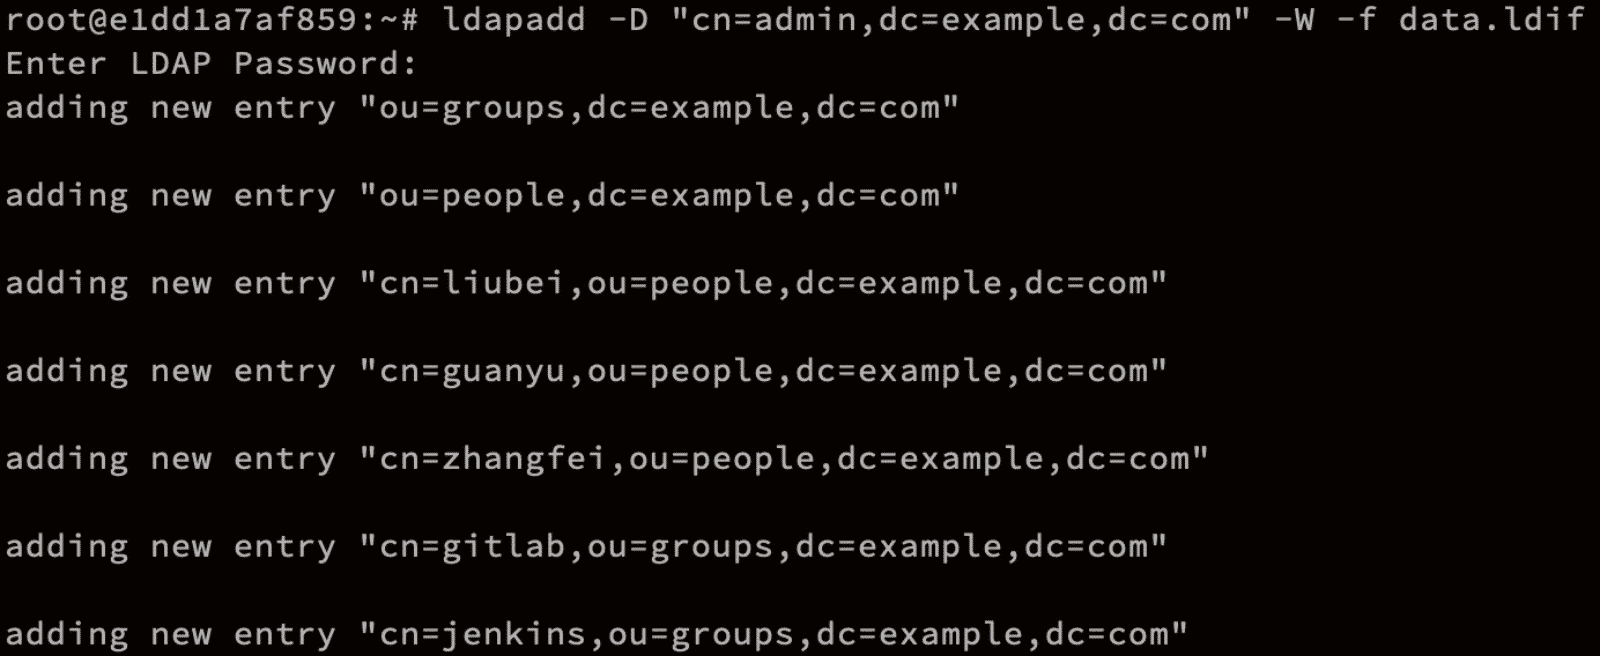 root@e1dd1a7af859:~# ldapadd -D "cn=admin,dc=example,dc=com" -W -f data.ldif
Enter LDAP Password:
adding new entry "ou=groups,dc=example,dc=com"
adding new entry "ou=people,dc=example,dc=com"
adding new entry "cn=liubei,ou=people,dc=example,dc=com"
adding new entry "cn=guanyu,ou=people,dc=example,dc=com"
adding new entry "cn=zhangfei,ou=people,dc=example,dc=com"
adding new entry "cn=gitlab,ou=groups,dc=example,dc=com"
adding new entry "cn=jenkins,ou=groups,dc=example,dc=com"